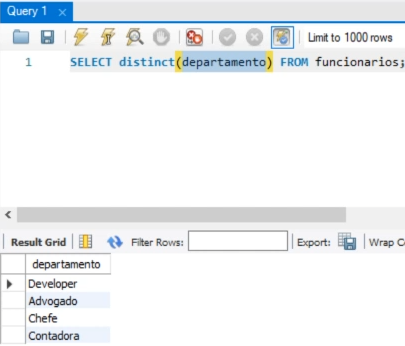 Query 1 ×
Limit to 1000 rows
1 SELECT distinct(departamento) FROM funcionarios;
Result Grid Filter Rows: Export: Wrap C
departamento
Developer
Advogado
Chefe
Contadora